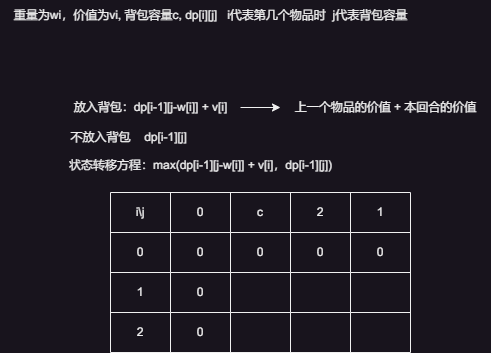 重量为wi，价值为vi, 背包容量c, dp[i][j]   i代表第几个物品时  j代表背包容量
放入背包：dp[i-1][j-w[i]] + v[i]  ⟶  上一个物品的价值 + 本回合的价值
不放入背包    dp[i-1][j]
状态转移方程：max(dp[i-1][j-w[i]] + v[i]，dp[i-1][j])
i\j 0 c 2 1
0 0 0 0 0
1 0
2 0